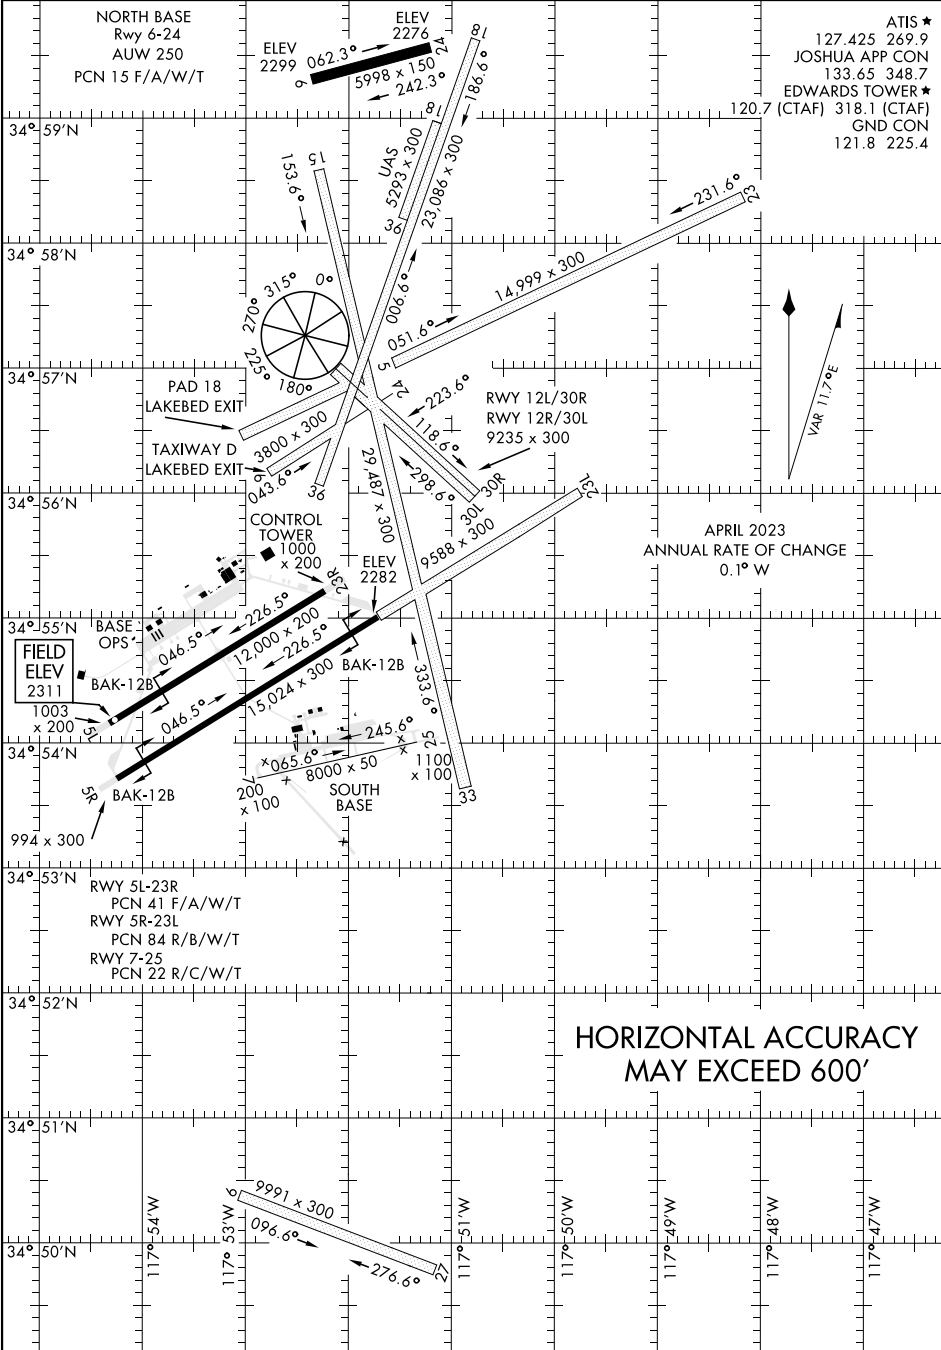 NORTH BASE
Rwy 6-24
AUW 250
PCN 15 F/A/W/T
ELEV
2299
062.3°
ELEV
2276
6
24
5998 x 150
242.3°
ATIS ★
127.425 269.9
JOSHUA APP CON
133.65 348.7
EDWARDS TOWER ★
120.7 (CTAF) 318.1 (CTAF)
GND CON
121.8 225.4
18
186.6°
18
UAS
5293 x 300
36
23,086 x 300
006.6°
34° 59'N
15
153.6°
231.6°
23
34° 58'N
14,999 x 300
051.6°
5
0°
315°
270°
225°
180°
VAR 11.7°E
34° 57'N
PAD 18
LAKEBED EXIT
24
223.6°
RWY 12L/30R
RWY 12R/30L
9235 x 300
118.6°
298.6°
30R
30L
3800 x 300
TAXIWAY D
LAKEBED EXIT
6
043.6°
36
29,487 x 300
34° 56'N
23L
9588 x 300
APRIL 2023
ANNUAL RATE OF CHANGE
0.1° W
CONTROL
TOWER
1000
x 200
23R
ELEV
2282
34° 55'N
BASE
OPS
046.5°
226.5°
12,000 x 200
226.5°
BAK-12B
FIELD
ELEV
2311
BAK-12B
1003
x 200
5L
046.5°
15,024 x 300
333.6°
34° 54'N
245.6°
25
065.6°
8000 x 50
7
200
x 100
SOUTH
BASE
1100
x 100
33
5R
BAK-12B
994 x 300
34° 53'N
RWY 5L-23R
PCN 41 F/A/W/T
RWY 5R-23L
PCN 84 R/B/W/T
RWY 7-25
PCN 22 R/C/W/T
34° 52'N
HORIZONTAL ACCURACY
MAY EXCEED 600'
34° 51'N
9
9991 x 300
096.6°
276.6°
27
34° 50'N
117° 54'W
117° 53'W
117° 51'W
117° 50'W
117° 49'W
117° 48'W
117° 47'W